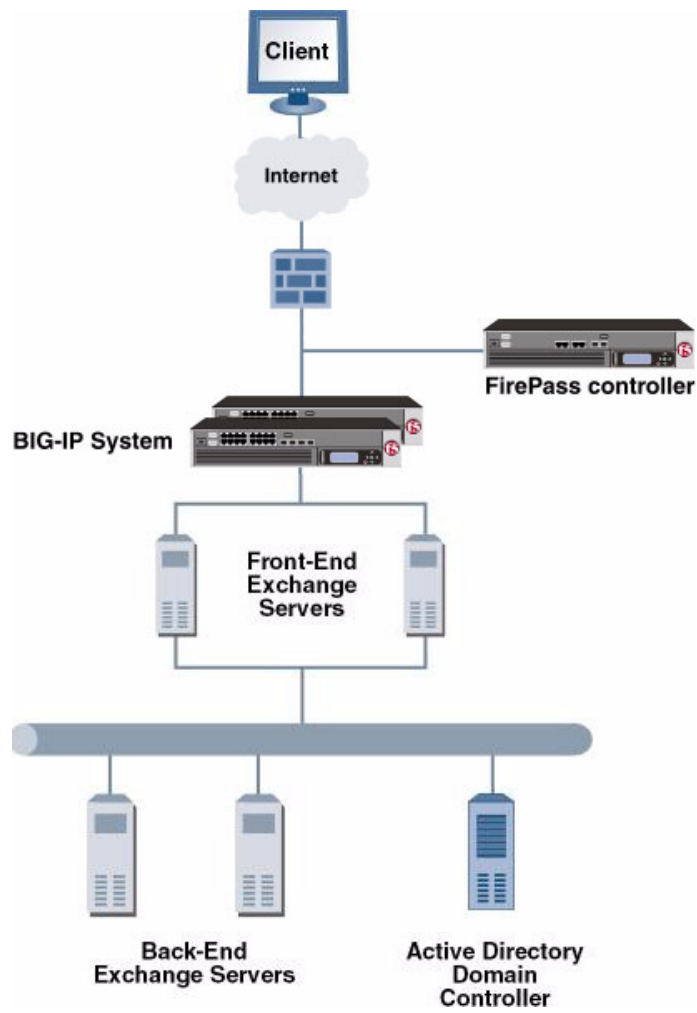 Client
Internet
FirePass controller
BIG-IP System
Front-End
Exchange
Servers
Back-End
Exchange Servers
Active Directory
Domain
Controller